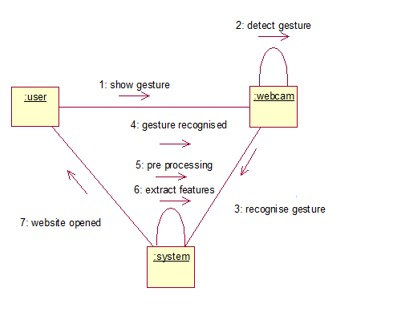 2: detect gesture
1: show gesture
:user
:webcam
4: gesture recognised
5: pre processing
6: extract features
7: website opened
3: recognise gesture
:system